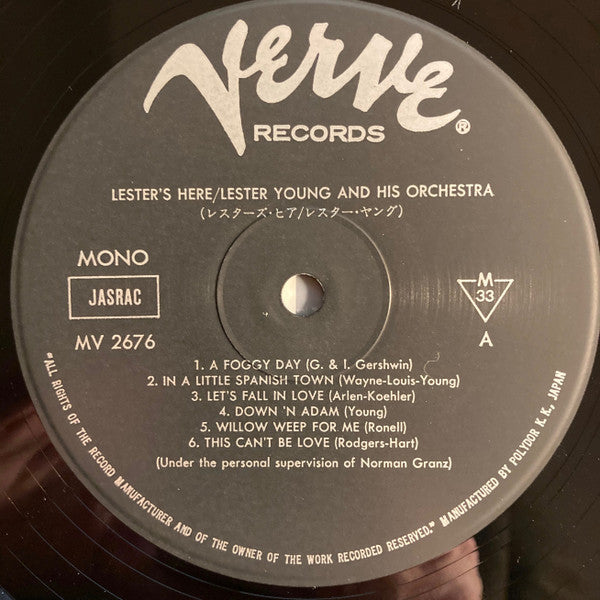 Verve
RECORDS ®
LESTER'S HERE/LESTER YOUNG AND HIS ORCHESTRA
(レスターズ・ヒア/レスター・ヤング)
MONO
JASRAC
MV 2676
M
33
A
1. A FOGGY DAY (G. & I. Gershwin)
2. IN A LITTLE SPANISH TOWN (Wayne-Louis-Young)
3. LET'S FALL IN LOVE (Arlen-Koehler)
4. DOWN 'N ADAM (Young)
5. WILLOW WEEP FOR ME (Ronell)
6. THIS CAN'T BE LOVE (Rodgers-Hart)
(Under the personal supervision of Norman Granz)
"ALL RIGHTS OF THE RECORD MANUFACTURER AND OF THE OWNER OF THE WORK RECORDED RESERVED." MANUFACTURED BY POLYDOR K. K., JAPAN